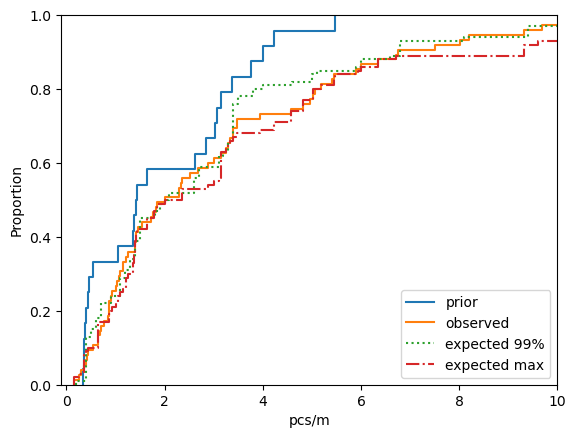 1.0
0.8
0.6
0.4
0.2
0.0
Proportion
0
2
4
6
8
10
pcs/m
prior
observed
expected 99%
expected max